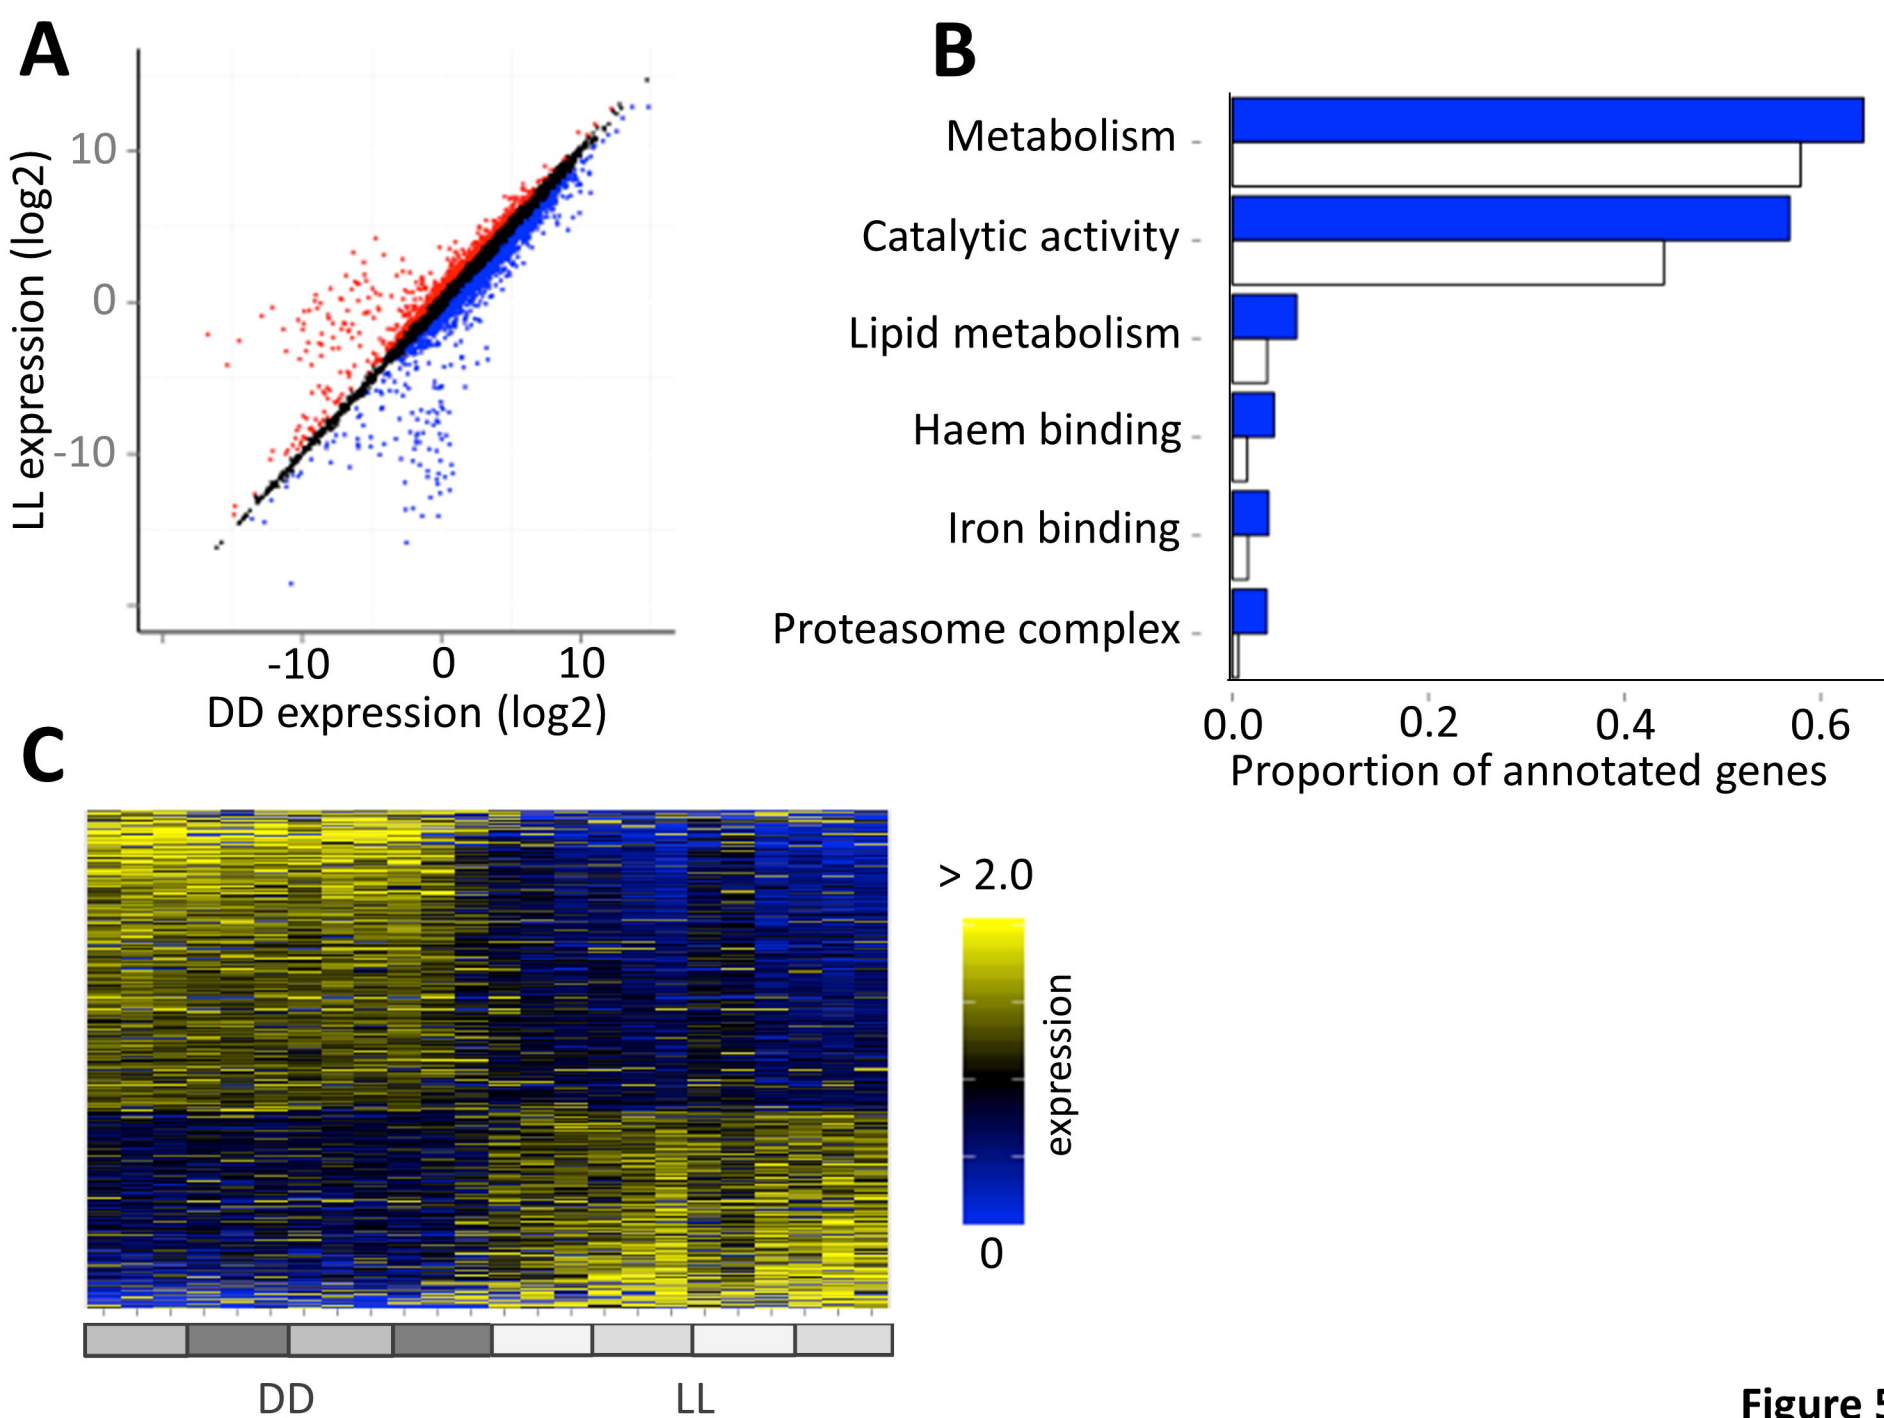 A
LL expression (log2)
10
0
-10
-10 0 10
DD expression (log2)
B
Metabolism
Catalytic activity
Lipid metabolism
Haem binding
Iron binding
Proteasome complex
0.0 0.2 0.4 0.6
Proportion of annotated genes
C
> 2.0
expression
0
DD LL
Figure 5